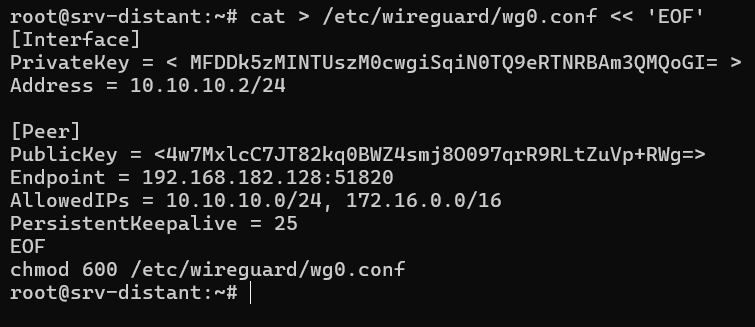 root@srv-distant:~# cat > /etc/wireguard/wg0.conf << 'EOF'
[Interface]
PrivateKey = < MFDDk5zMINTUszM0cwgiSqiN0TQ9eRTNRBAm3QMQoGI= >
Address = 10.10.10.2/24
[Peer]
PublicKey = <4w7MxlcC7JT82kq0BWZ4smj8O097qrR9RLtZuVp+RWg=>
Endpoint = 192.168.182.128:51820
AllowedIPs = 10.10.10.0/24, 172.16.0.0/16
PersistentKeepalive = 25
EOF
chmod 600 /etc/wireguard/wg0.conf
root@srv-distant:~#